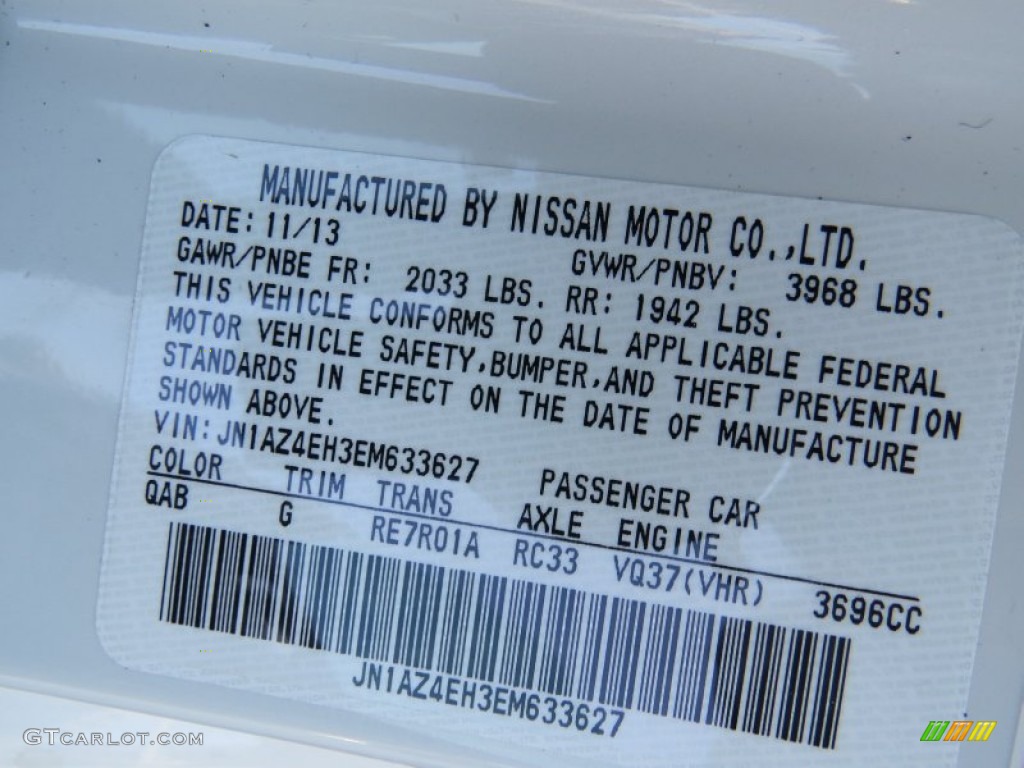 MANUFACTURED BY NISSAN MOTOR CO.,LTD.
DATE: 11/13 GVWR/PNBV: 3968 LBS.
GAWR/PNBE FR: 2033 LBS. RR: 1942 LBS.
THIS VEHICLE CONFORMS TO ALL APPLICABLE FEDERAL
MOTOR VEHICLE SAFETY,BUMPER,AND THEFT PREVENTION
STANDARDS IN EFFECT ON THE DATE OF MANUFACTURE
SHOWN ABOVE.
VIN: JN1AZ4EH3EM633627 PASSENGER CAR
COLOR TRIM TRANS AXLE ENGINE
QAB G RE7R01A RC33 VQ37(VHR) 3696CC
JN1AZ4EH3EM633627
GTCARLOT.COM